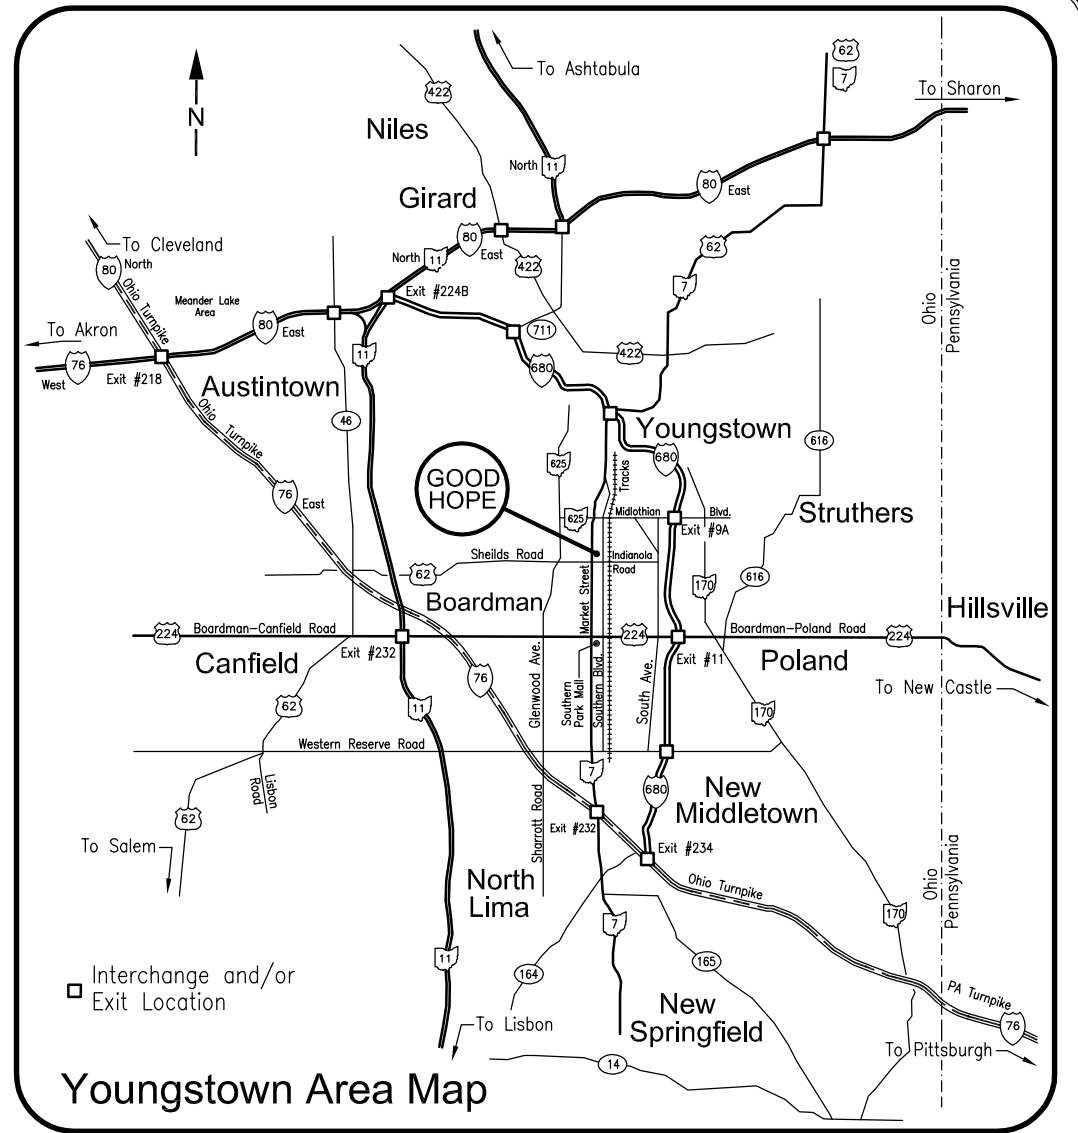 62
7
To Ashtabula
To Sharon
422
N
Niles
North
11
80
East
Girard
80
East
North
11
62
422
To Cleveland
80
North
Ohio Turnpike
Exit #224B
7
Meander Lake
Area
Ohio
Pennsylvania
To Akron
80
East
711
76
West
Exit #218
11
422
680
Austintown
Ohio
Turnpike
46
Youngstown
616
680
625
Tracks
GOOD
HOPE
76
East
625
Midlothian
Blvd.
Struthers
Exit #9A
Sheilds Road
Indianola
Road
62
616
170
Boardman
Market Street
Hillsville
224
Boardman-Canfield Road
224
Boardman-Poland Road
224
Canfield
Exit #232
Exit #11
Poland
76
Glenwood Ave.
Southern
Park Mall
Southern Blvd.
South Ave.
To New Castle
62
11
170
Western Reserve Road
Lisbon
Road
7
680
New
Middletown
62
Sharrott Road
Exit #232
To Salem
Exit #234
Ohio
Pennsylvania
North
Lima
Ohio Turnpike
170
7
11
164
165
Interchange and/or
Exit Location
PA Turnpike
New
Springfield
To Lisbon
76
To Pittsburgh
14
Youngstown Area Map